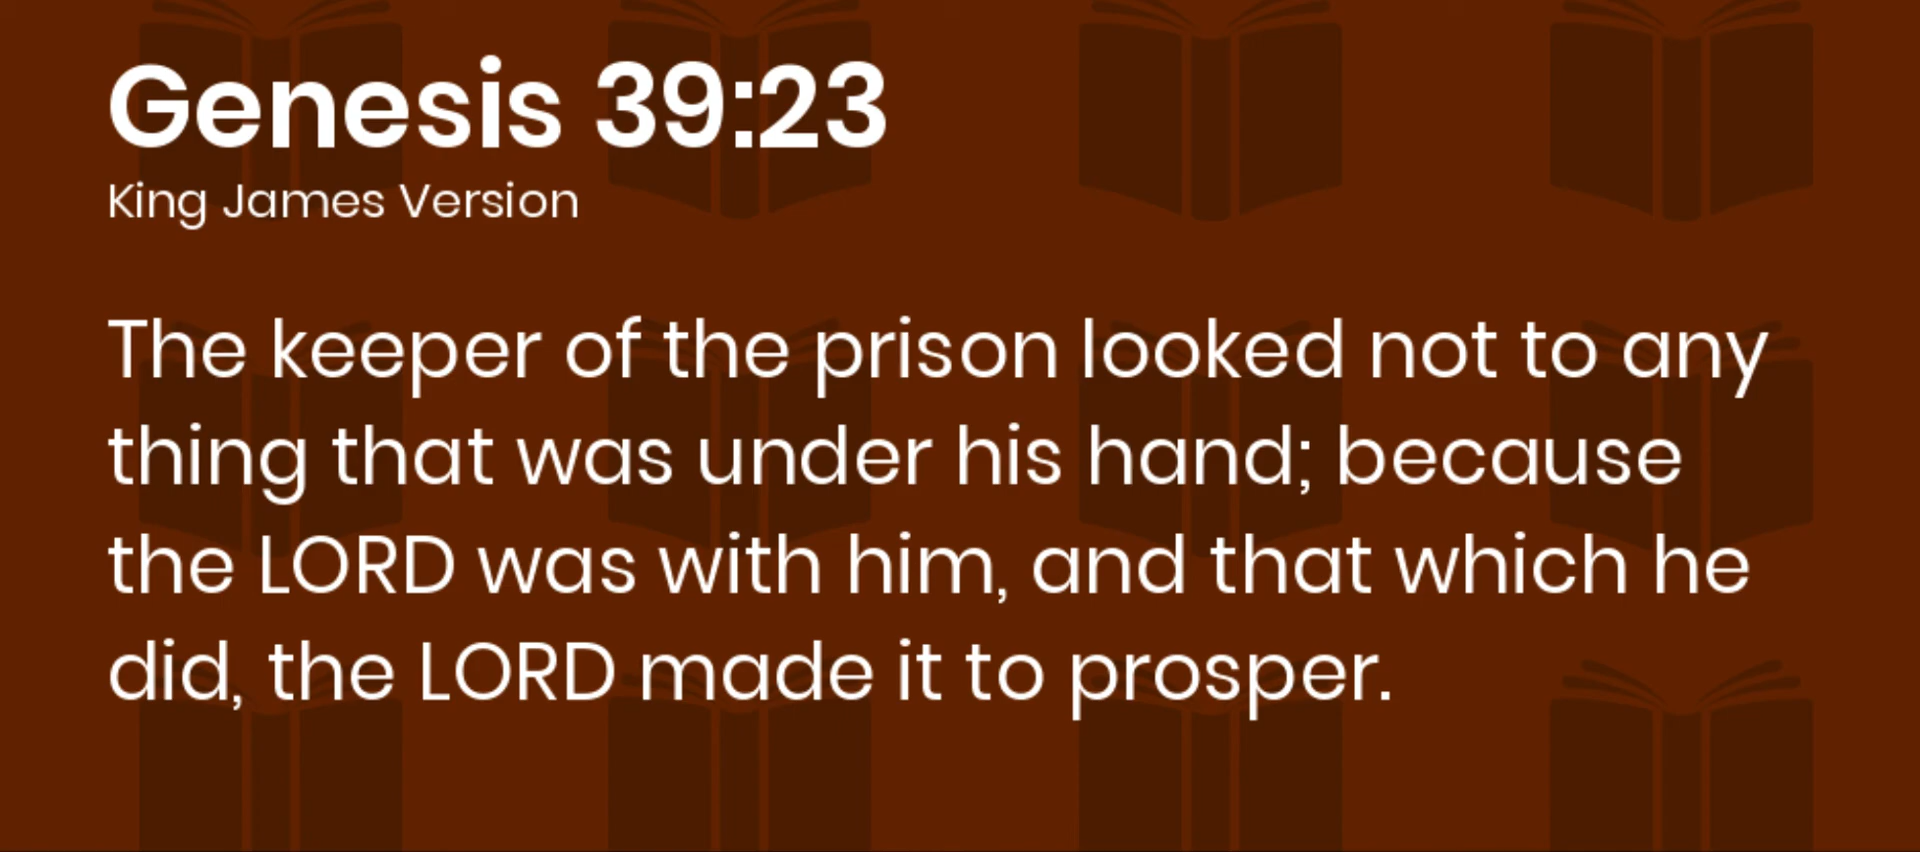 Genesis 39:23
King James Version
The keeper of the prison looked not to any
thing that was under his hand; because
the LORD was with him, and that which he
did, the LORD made it to prosper.